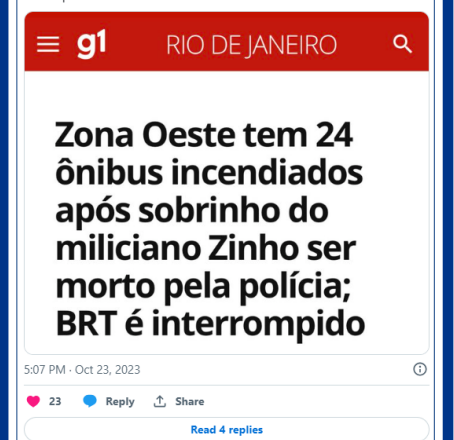 g1 RIO DE JANEIRO
Zona Oeste tem 24
ônibus incendiados
após sobrinho do
miliciano Zinho ser
morto pela polícia;
BRT é interrompido
5:07 PM · Oct 23, 2023
23 Reply Share
Read 4 replies